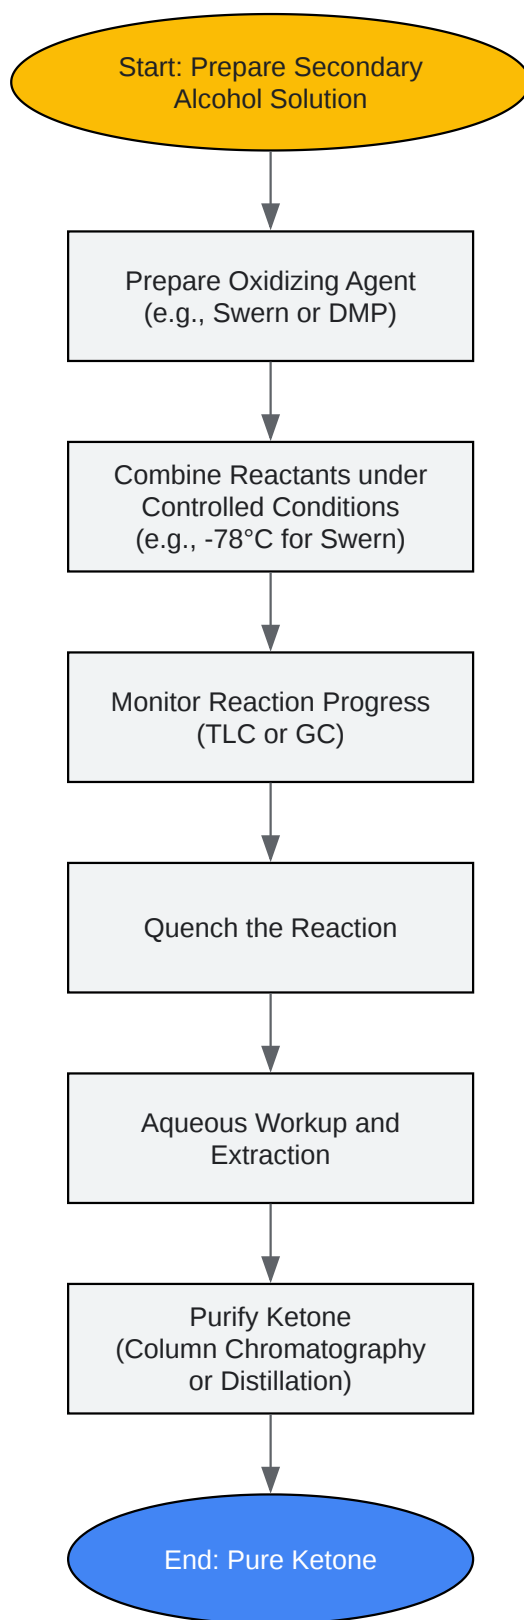 Start: Prepare Secondary
Alcohol Solution
Prepare Oxidizing Agent
(e.g., Swern or DMP)
Combine Reactants under
Controlled Conditions
(e.g., -78°C for Swern)
Monitor Reaction Progress
(TLC or GC)
Quench the Reaction
Aqueous Workup and
Extraction
Purify Ketone
(Column Chromatography
or Distillation)
End: Pure Ketone